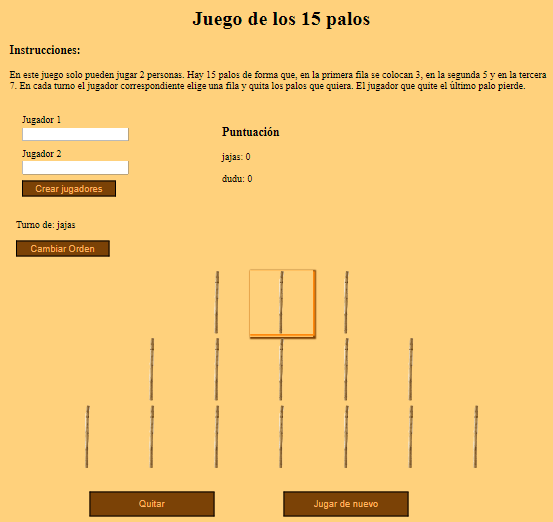 Juego de los 15 palos
Instrucciones:
En este juego solo pueden jugar 2 personas. Hay 15 palos de forma que, en la primera fila se colocan 3, en la segunda 5 y en la tercera
7. En cada turno el jugador correspondiente elige una fila y quita los palos que quiera. El jugador que quite el último palo pierde.
Jugador 1
Jugador 2
Crear jugadores
Puntuación
jajas: 0
dudu: 0
Turno de: jajas
Cambiar Orden
Quitar
Jugar de nuevo